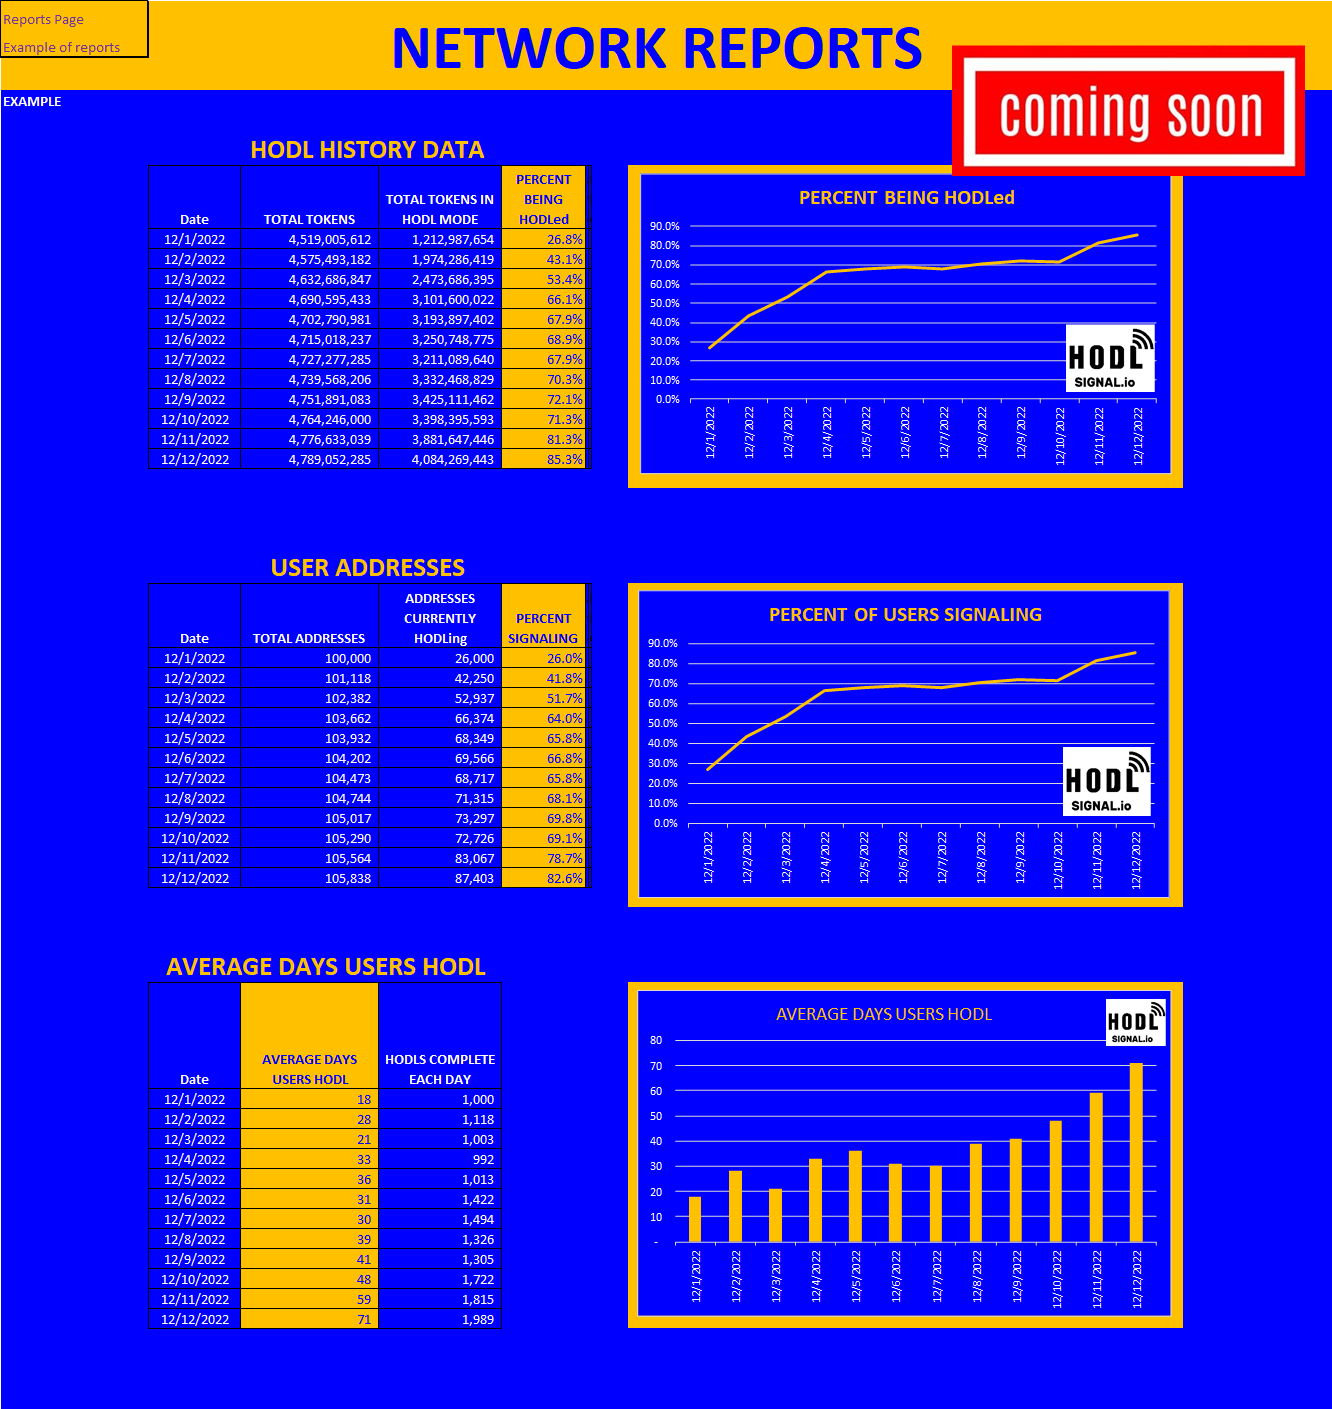 Reports Page
Example of reports
NETWORK REPORTS
coming soon
EXAMPLE
HODL HISTORY DATA
Date TOTAL TOKENS TOTAL TOKENS IN HODL MODE PERCENT BEING HODLed
12/1/2022 4,519,005,612 1,212,987,654 26.8%
12/2/2022 4,575,493,182 1,974,286,419 43.1%
12/3/2022 4,632,686,847 2,473,686,395 53.4%
12/4/2022 4,690,595,433 3,101,600,022 66.1%
12/5/2022 4,702,790,981 3,193,897,402 67.9%
12/6/2022 4,715,018,237 3,250,748,775 68.9%
12/7/2022 4,727,277,285 3,211,089,640 67.9%
12/8/2022 4,739,568,206 3,332,468,829 70.3%
12/9/2022 4,751,891,083 3,425,111,462 72.1%
12/10/2022 4,764,246,000 3,398,395,593 71.3%
12/11/2022 4,776,633,039 3,881,647,446 81.3%
12/12/2022 4,789,052,285 4,084,269,443 85.3%
PERCENT BEING HODLed
90.0%
80.0%
70.0%
60.0%
50.0%
40.0%
30.0%
20.0%
10.0%
0.0%
HODL
SIGNAL.io
12/1/2022 12/2/2022 12/3/2022 12/4/2022 12/5/2022 12/6/2022 12/7/2022 12/8/2022 12/9/2022 12/10/2022 12/11/2022 12/12/2022
USER ADDRESSES
Date TOTAL ADDRESSES ADDRESSES CURRENTLY HODLing PERCENT SIGNALING
12/1/2022 100,000 26,000 26.0%
12/2/2022 101,118 42,250 41.8%
12/3/2022 102,382 52,937 51.7%
12/4/2022 103,662 66,374 64.0%
12/5/2022 103,932 68,349 65.8%
12/6/2022 104,202 69,566 66.8%
12/7/2022 104,473 68,717 65.8%
12/8/2022 104,744 71,315 68.1%
12/9/2022 105,017 73,297 69.8%
12/10/2022 105,290 72,726 69.1%
12/11/2022 105,564 83,067 78.7%
12/12/2022 105,838 87,403 82.6%
PERCENT OF USERS SIGNALING
90.0%
80.0%
70.0%
60.0%
50.0%
40.0%
30.0%
20.0%
10.0%
0.0%
HODL
SIGNAL.io
12/1/2022 12/2/2022 12/3/2022 12/4/2022 12/5/2022 12/6/2022 12/7/2022 12/8/2022 12/9/2022 12/10/2022 12/11/2022 12/12/2022
AVERAGE DAYS USERS HODL
Date AVERAGE DAYS USERS HODL HODLS COMPLETE EACH DAY
12/1/2022 18 1,000
12/2/2022 28 1,118
12/3/2022 21 1,003
12/4/2022 33 992
12/5/2022 36 1,013
12/6/2022 31 1,422
12/7/2022 30 1,494
12/8/2022 39 1,326
12/9/2022 41 1,305
12/10/2022 48 1,722
12/11/2022 59 1,815
12/12/2022 71 1,989
AVERAGE DAYS USERS HODL
HODL
SIGNAL.io
80
70
60
50
40
30
20
10
-
12/1/2022 12/2/2022 12/3/2022 12/4/2022 12/5/2022 12/6/2022 12/7/2022 12/8/2022 12/9/2022 12/10/2022 12/11/2022 12/12/2022